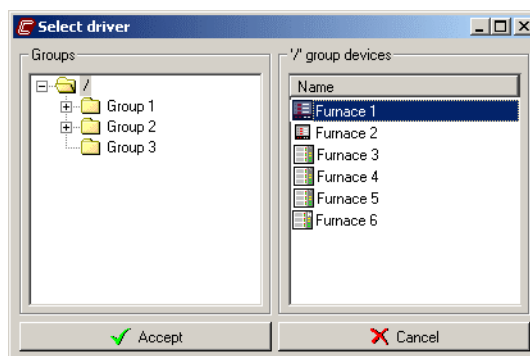 Select driver
Groups
/
Group 1
Group 2
Group 3
'/' group devices
Name
Furnace 1
Furnace 2
Furnace 3
Furnace 4
Furnace 5
Furnace 6
Accept
Cancel